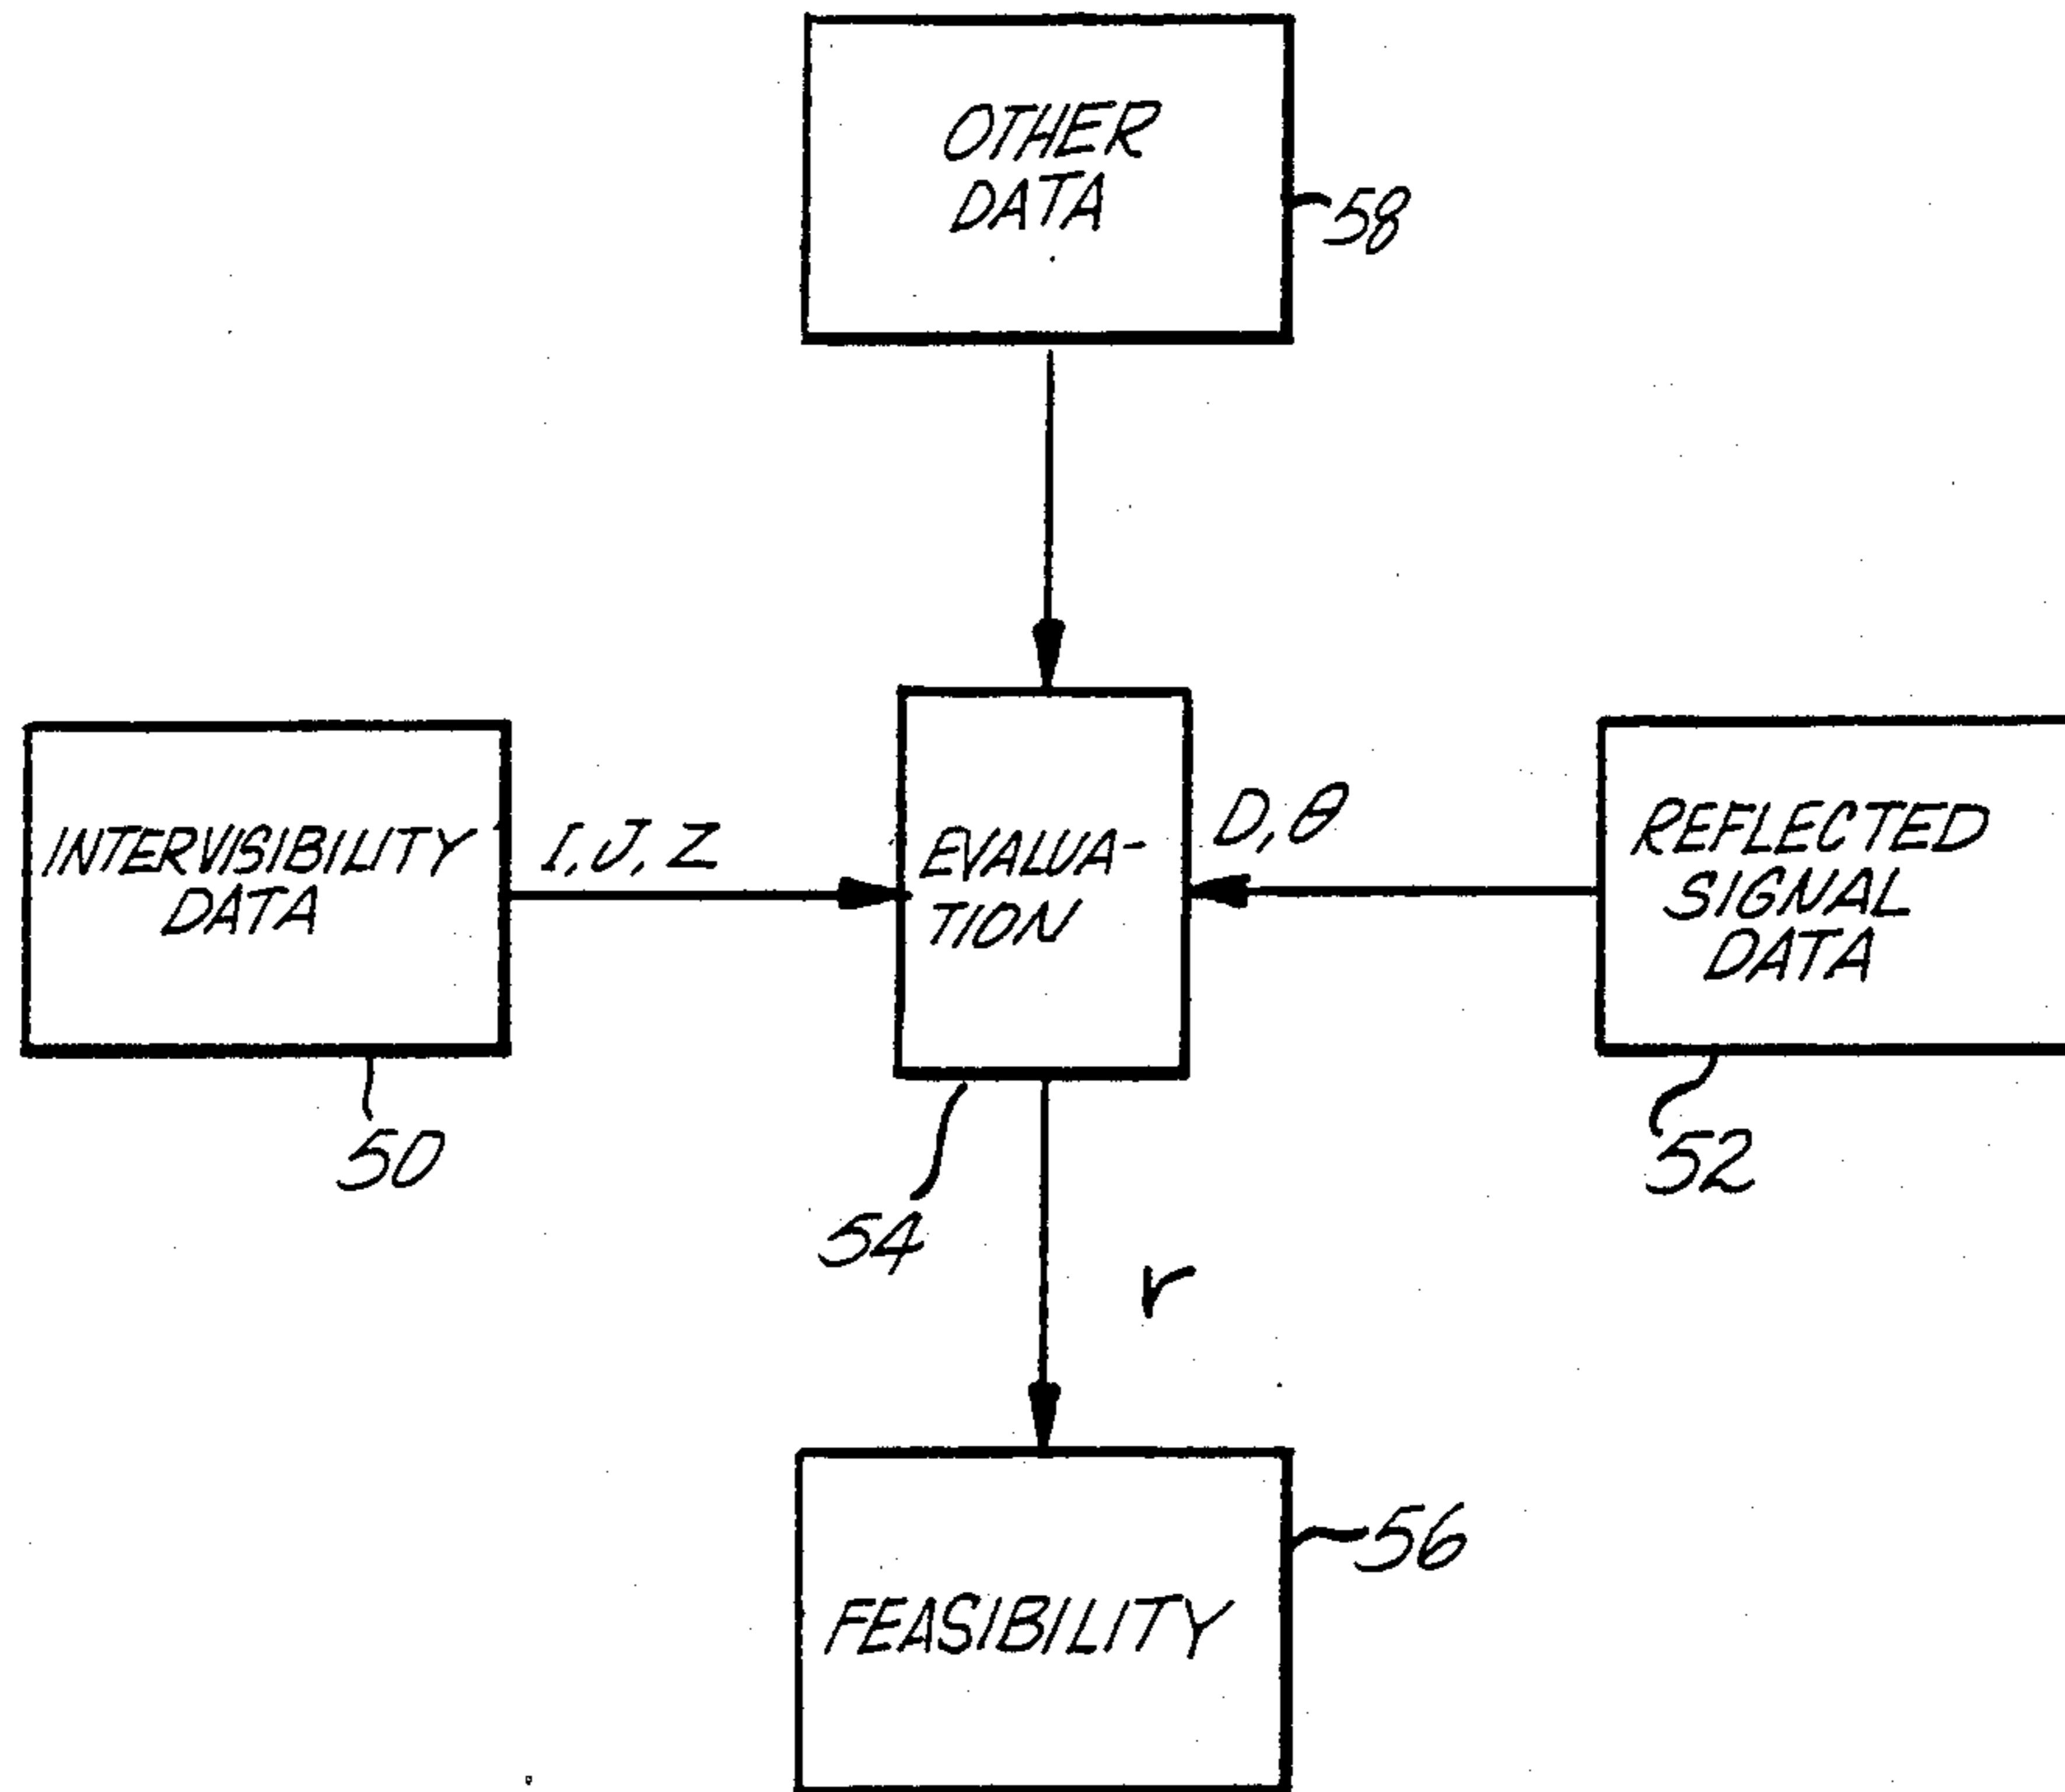 OTHER
DATA
58
INTERVISIBILITY
DATA
I, J, Z
EVALUA-
TION
D, θ
REFLECTED
SIGNAL
DATA
50
54
52
r
56
FEASIBILITY